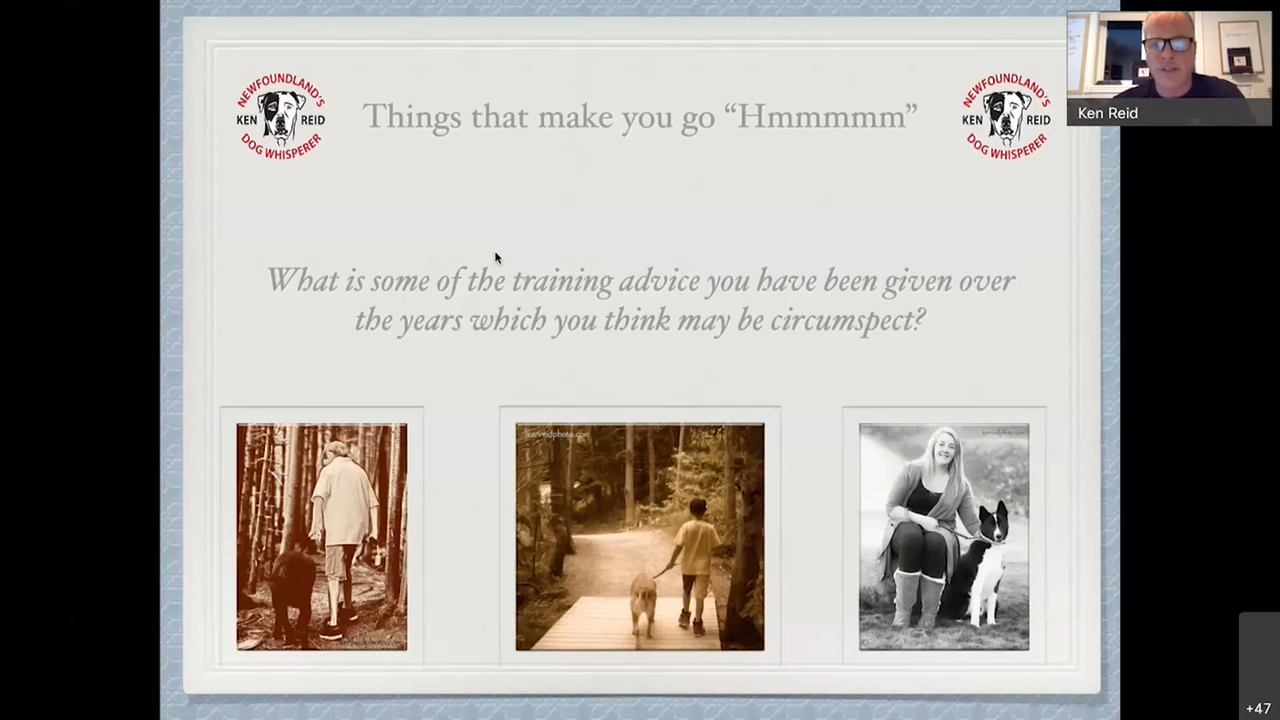 NEWFOUNDLAND'S
KEN REID
DOG WHISPERER
Things that make you go “Hmmmmm”
NEWFOUNDLAND'S
KEN REID
DOG WHISPERER
Ken Reid
What is some of the training advice you have been given over
the years which you think may be circumspect?
kenreidphoto.com
+47